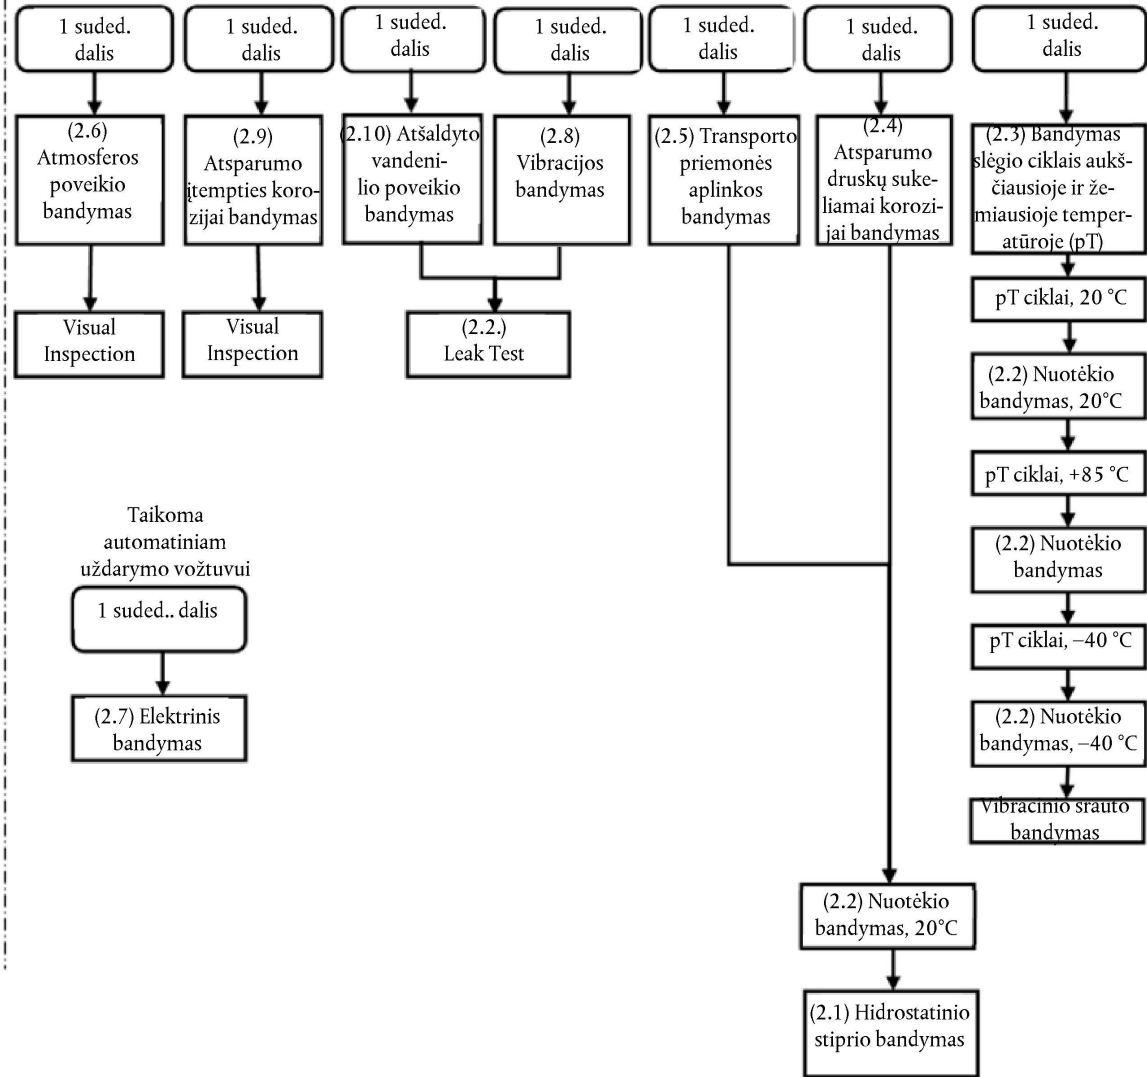 1 suded.
dalis
1 suded.
dalis
1 suded.
dalis
1 suded.
dalis
1 suded.
dalis
1 suded.
dalis
1 suded.
dalis
(2.6)
Atmosferos
poveikio
bandymas
(2.9)
Atsparumo
įtempties koro-
zijai bandymas
(2.10) Atšaldyto
vandeni-
lio poveikio
bandymas
(2.8)
Vibracijos
bandymas
(2.5) Transporto
priemonės
aplinkos
bandymas
(2.4)
Atsparumo
druskų suke-
liamai korozi-
jai bandymas
(2.3) Bandymas
slėgio ciklais aukš-
čiausioje ir že-
miausioje temper-
atūroje (pT)
Visual
Inspection
Visual
Inspection
(2.2.)
Leak Test
pT ciklai, 20 °C
(2.2) Nuotėkio
bandymas, 20°C
pT ciklai, +85 °C
(2.2) Nuotėkio
bandymas
pT ciklai, −40 °C
(2.2) Nuotėkio
bandymas, −40 °C
Vibracinio srauto
bandymas
Taikoma
automatiniam
uždarymo vožtuvui
1 suded.. dalis
(2.7) Elektrinis
bandymas
(2.2) Nuotėkio
bandymas, 20°C
(2.1) Hidrostatinio
stiprio bandymas